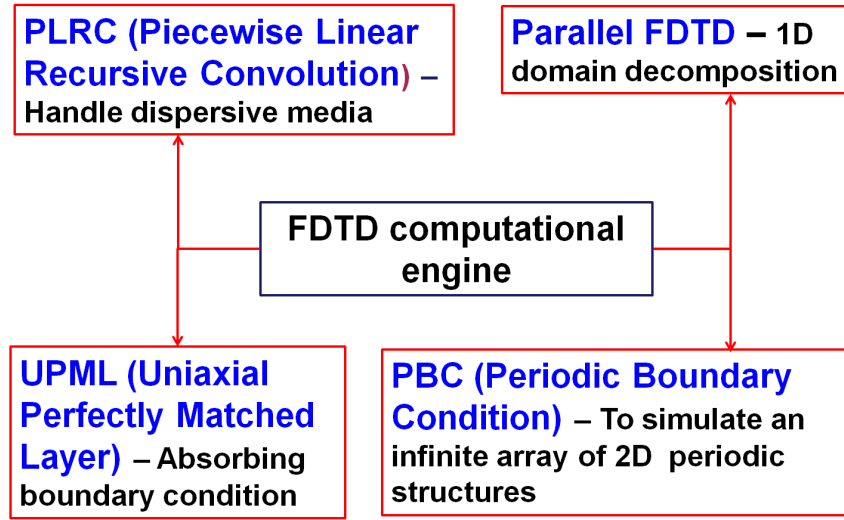 PLRC (Piecewise Linear
Recursive Convolution) –
Handle dispersive media
Parallel FDTD – 1D
domain decomposition
FDTD computational
engine
UPML (Uniaxial
Perfectly Matched
Layer) – Absorbing
boundary condition
PBC (Periodic Boundary
Condition) – To simulate an
infinite array of 2D periodic
structures